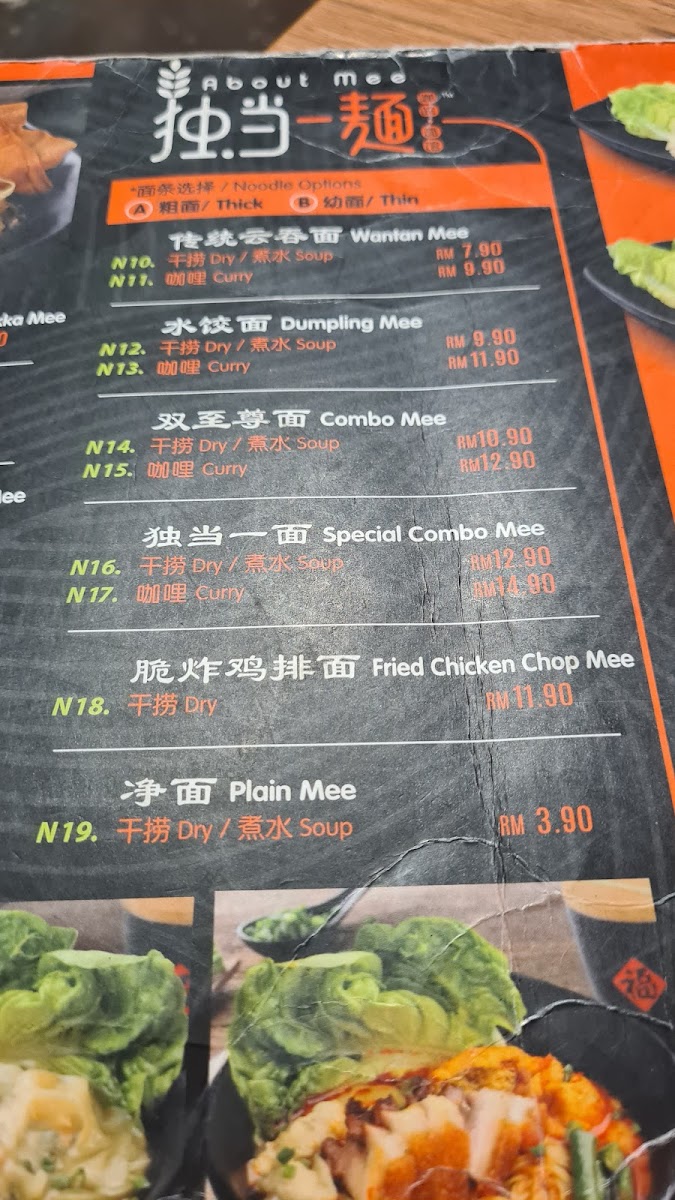 About Mee
独当一麵
*面条选择 / Noodle Options
A 粗面/ Thick B 幼面/ Thin
传统云吞面 Wantan Mee
N10. 干捞 Dry / 煮水 Soup RM 7.90
N11. 咖喱 Curry RM 9.90
水饺面 Dumpling Mee
N12. 干捞 Dry / 煮水 Soup RM 9.90
N13. 咖喱 Curry RM 11.90
双至尊面 Combo Mee
N14. 干捞 Dry / 煮水 Soup RM10.90
N15. 咖喱 Curry RM12.90
独当一面 Special Combo Mee
N16. 干捞 Dry / 煮水 Soup RM12.90
N17. 咖喱 Curry RM14.90
脆炸鸡排面 Fried Chicken Chop Mee
N18. 干捞 Dry RM 11.90
净面 Plain Mee
N19. 干捞 Dry / 煮水 Soup RM 3.90
kka Mee
0
Mee
福